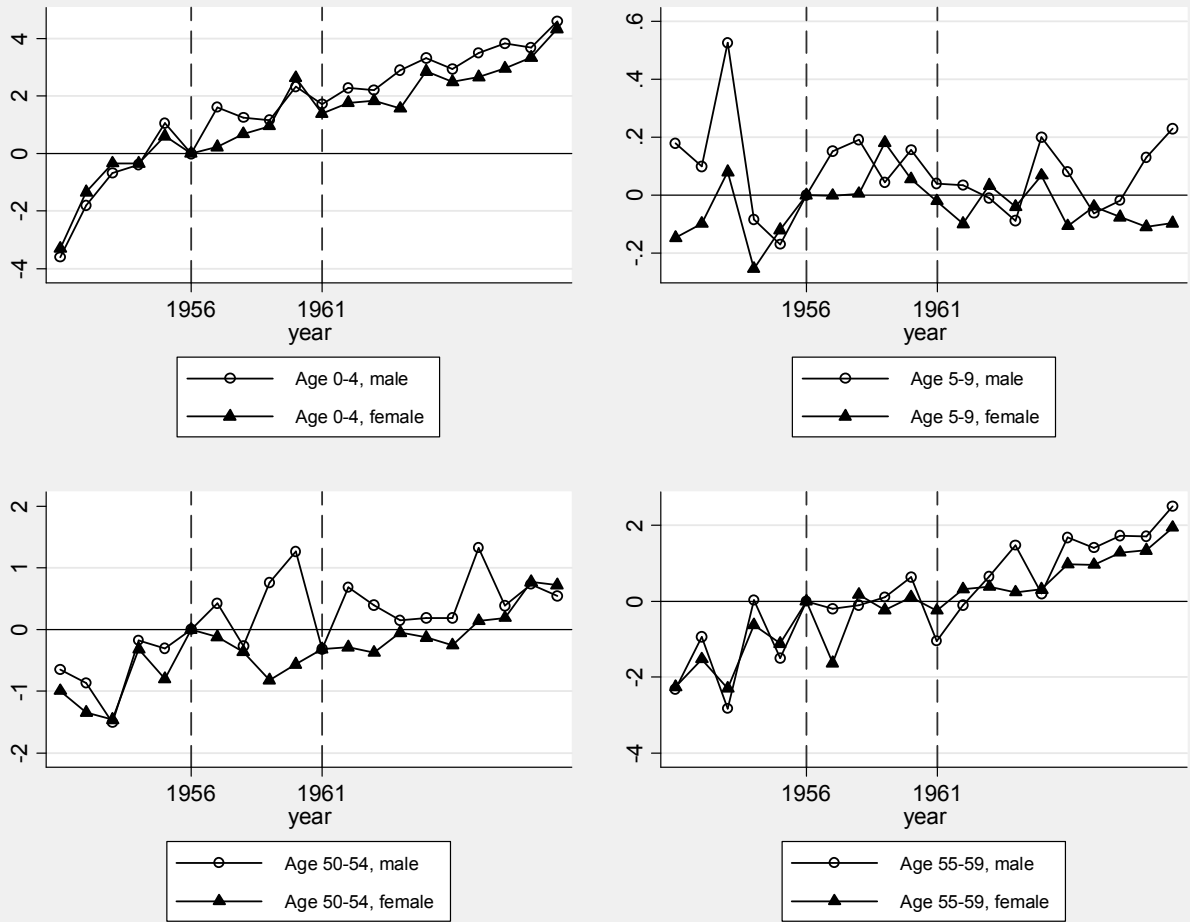 4
2
0
-2
-4
1956
1961
year
Age 0-4, male
Age 0-4, female
.6
.4
.2
0
-.2
1956
1961
year
Age 5-9, male
Age 5-9, female
2
1
0
-1
-2
1956
1961
year
Age 50-54, male
Age 50-54, female
2
0
-2
-4
1956
1961
year
Age 55-59, male
Age 55-59, female